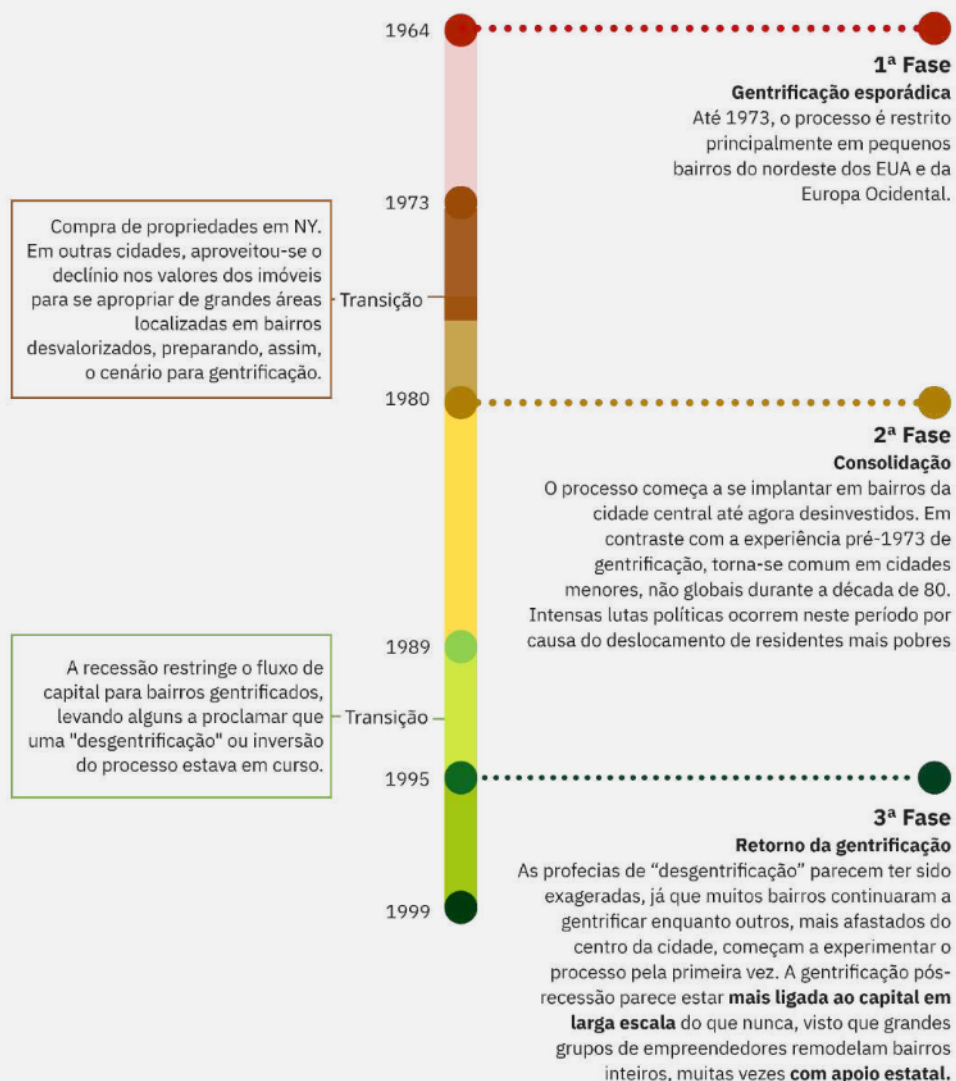 1964
1ª Fase
Gentrificação esporádica
Até 1973, o processo é restrito
principalmente em pequenos
bairros do nordeste dos EUA e da
Europa Ocidental.
1973
Compra de propriedades em NY.
Em outras cidades, aproveitou-se o
declínio nos valores dos imóveis
para se apropriar de grandes áreas
localizadas em bairros
desvalorizados, preparando, assim,
o cenário para gentrificação.
Transição
1980
2ª Fase
Consolidação
O processo começa a se implantar em bairros da
cidade central até agora desinvestidos. Em
contraste com a experiência pré-1973 de
gentrificação, torna-se comum em cidades
menores, não globais durante a década de 80.
Intensas lutas políticas ocorrem neste período por
causa do deslocamento de residentes mais pobres
1989
A recessão restringe o fluxo de
capital para bairros gentrificados,
levando alguns a proclamar que
uma "desgentrificação" ou inversão
do processo estava em curso.
Transição
1995
3ª Fase
Retorno da gentrificação
As profecias de “desgentrificação” parecem ter sido
exageradas, já que muitos bairros continuaram a
gentrificar enquanto outros, mais afastados do
centro da cidade, começam a experimentar o
processo pela primeira vez. A gentrificação pós-
recessão parece estar mais ligada ao capital em
larga escala do que nunca, visto que grandes
grupos de empreendedores remodelam bairros
inteiros, muitas vezes com apoio estatal.
1999